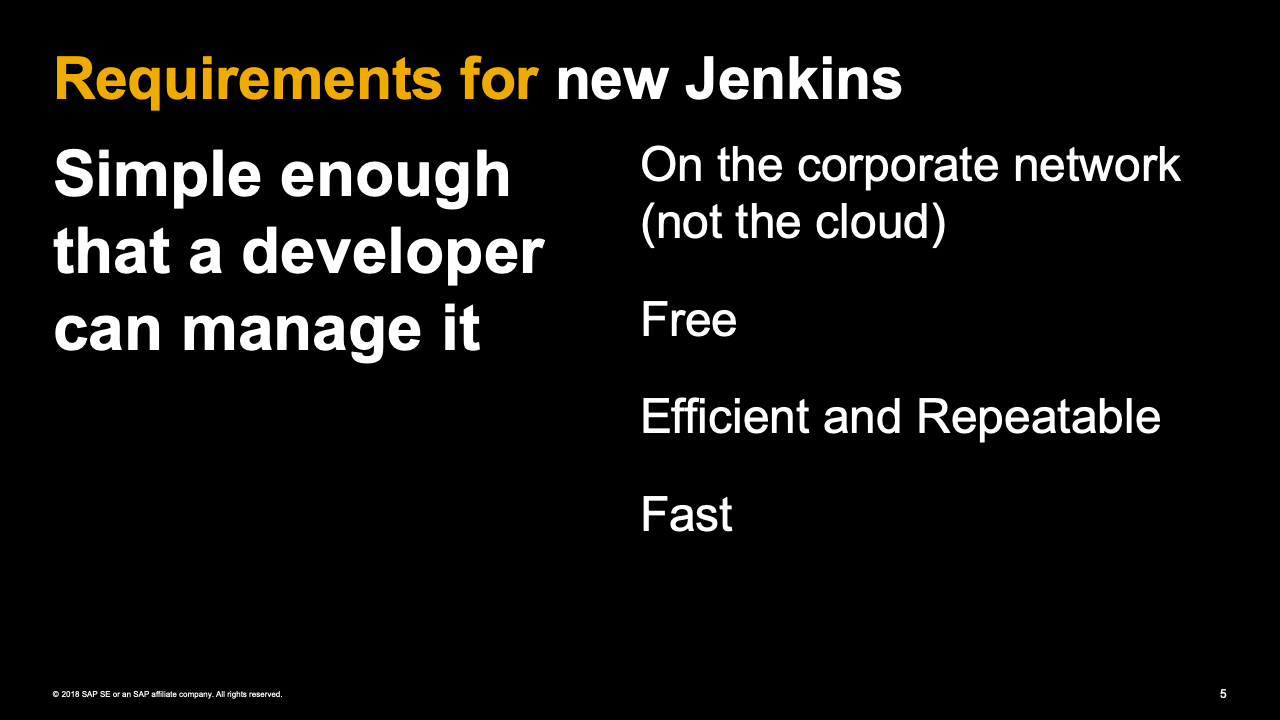 Requirements for new Jenkins
Simple enough
that a developer
can manage it
On the corporate network
(not the cloud)
Free
Efficient and Repeatable
Fast
© 2018 SAP SE or an SAP affiliate company. All rights reserved.
5